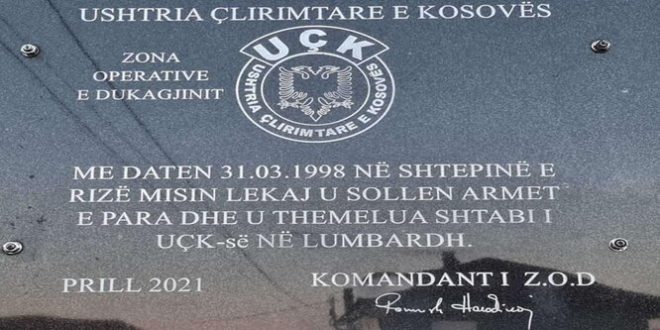 USHTRIA ÇLIRIMTARE E KOSOVËS
ZONA
OPERATIVE
E DUKAGJINIT
UÇK
USHTRIA ÇLIRIMTARE E KOSOVËS
ME DATEN 31.03.1998 NË SHTEPINË E
RIZË MISIN LEKAJ U SOLLEN ARMET
E PARA DHE U THEMELUA SHTABI I
UÇK-së NË LUMBARDH.
PRILL 2021
KOMANDANT I Z.O.D